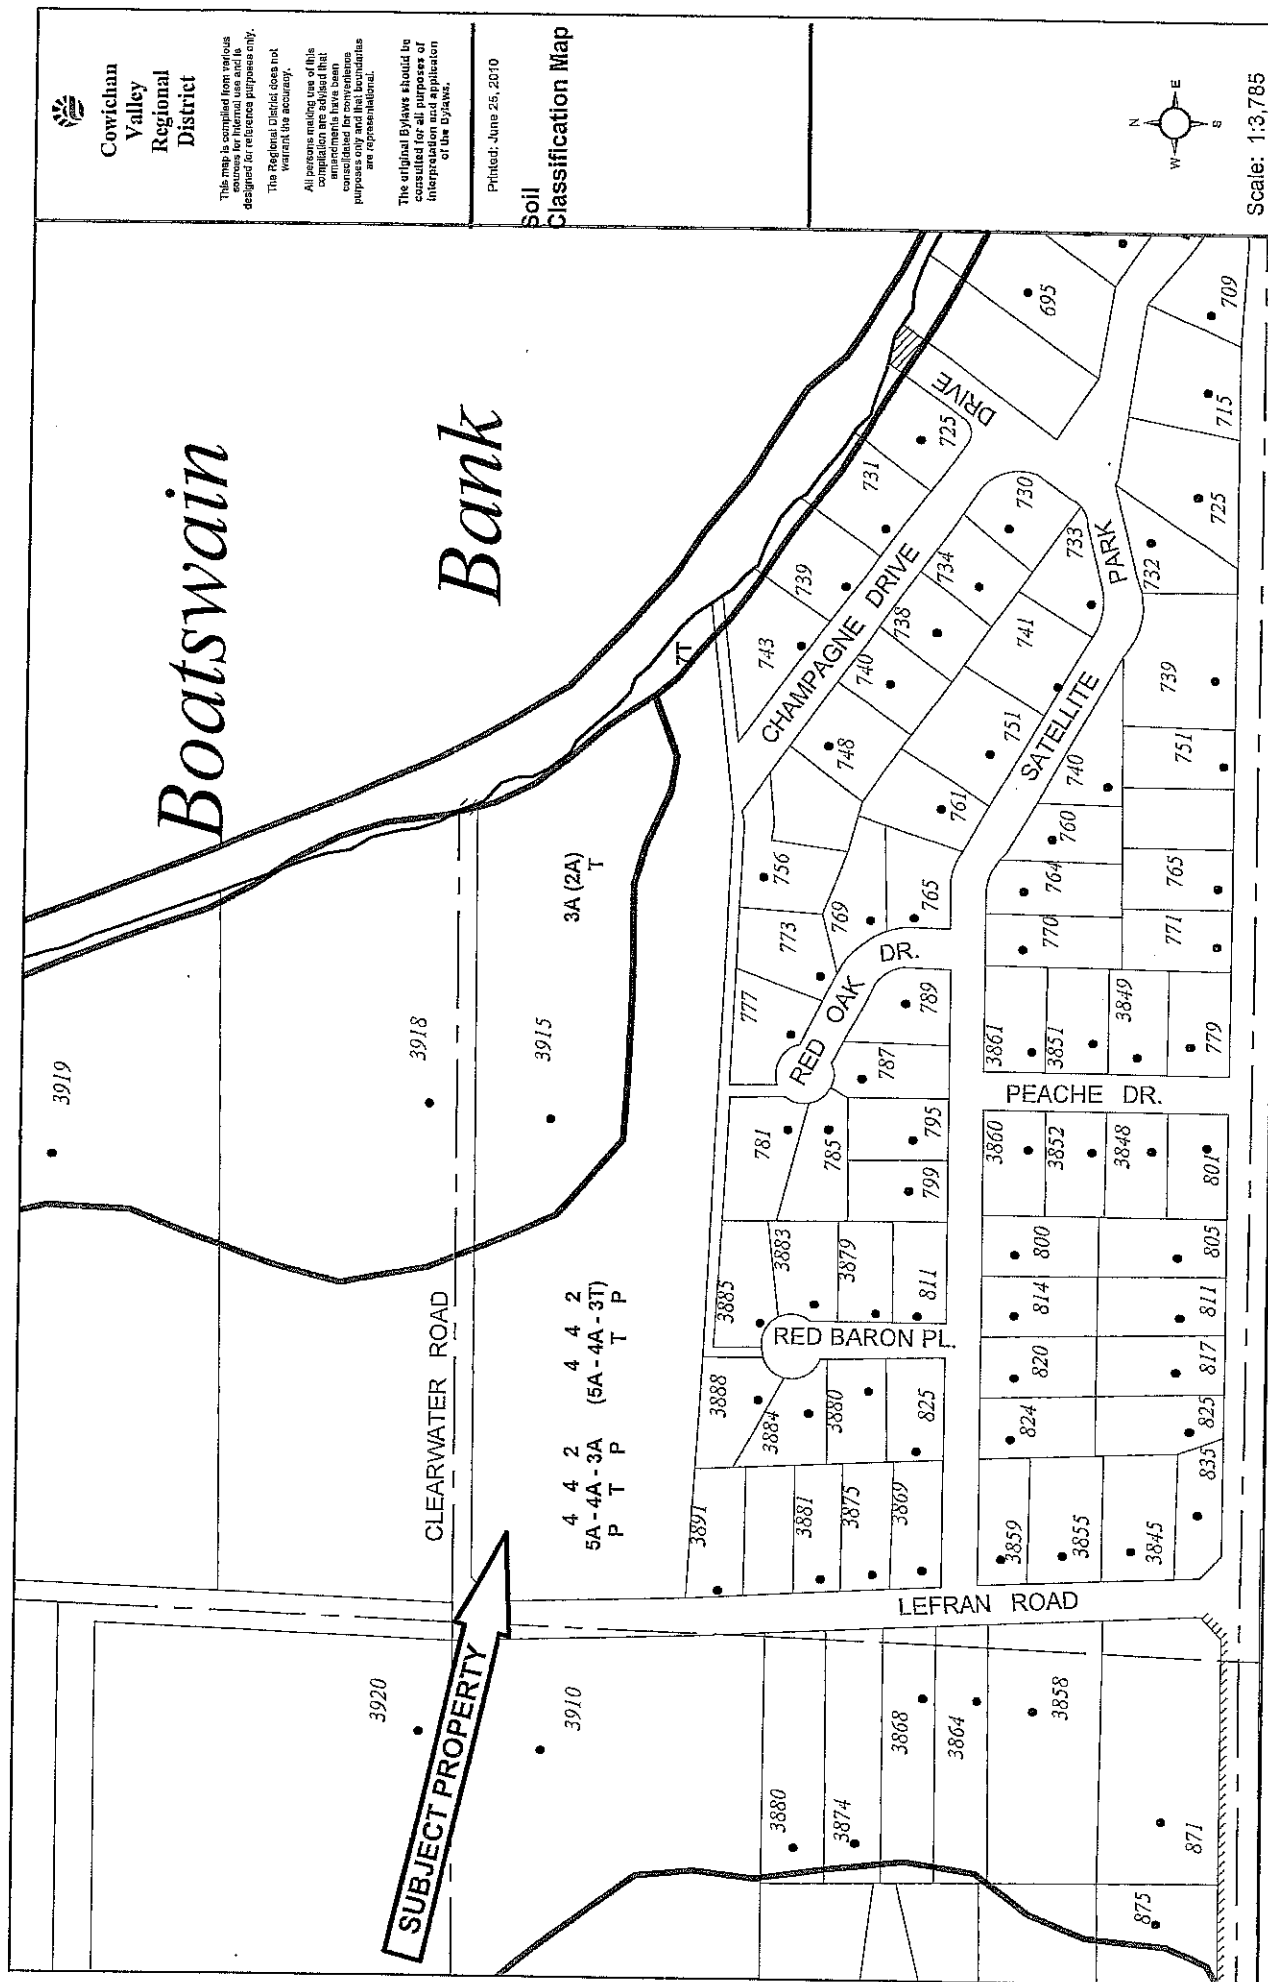 Cowichan
Valley
Regional
District
This map is compiled from various
sources for internal use and is
designed for reference purposes only.
The Regional District does not
warrant the accuracy.
All persons making use of this
compilation are advised that
amendments have been
consolidated for convenience
purposes only and that boundaries
are representational.
The original Bylaws should be
consulted for all purposes of
interpretation and application
of the Bylaws.
Printed: June 25, 2010
Soil
Classification Map
N
W
E
S
Scale: 1:3,785
Boatswain
Bank
3919
3918
3915
3A (2A)
T
7T
CLEARWATER ROAD
4 4 2
5A - 4A - 3A
P T P
4 4 2
(5A - 4A - 3T)
T P
SUBJECT PROPERTY
3920
3910
3880
3874
3868
3864
3858
871
875
LEFRAN ROAD
3891
3881
3875
3869
3888
3884
3880
825
3885
3883
3879
811
RED BARON PL.
3859
3855
3845
835
824
825
820
817
814
811
800
805
3860
3852
3848
801
PEACHE DR.
3861
3851
3849
779
781
785
795
799
777
773
769
765
789
787
RED OAK DR.
756
748
740
738
734
730
CHAMPAGNE DRIVE
743
739
731
725
DRIVE
761
751
741
733
SATELLITE PARK
770
771
764
765
760
740
751
739
732
725
715
709
695